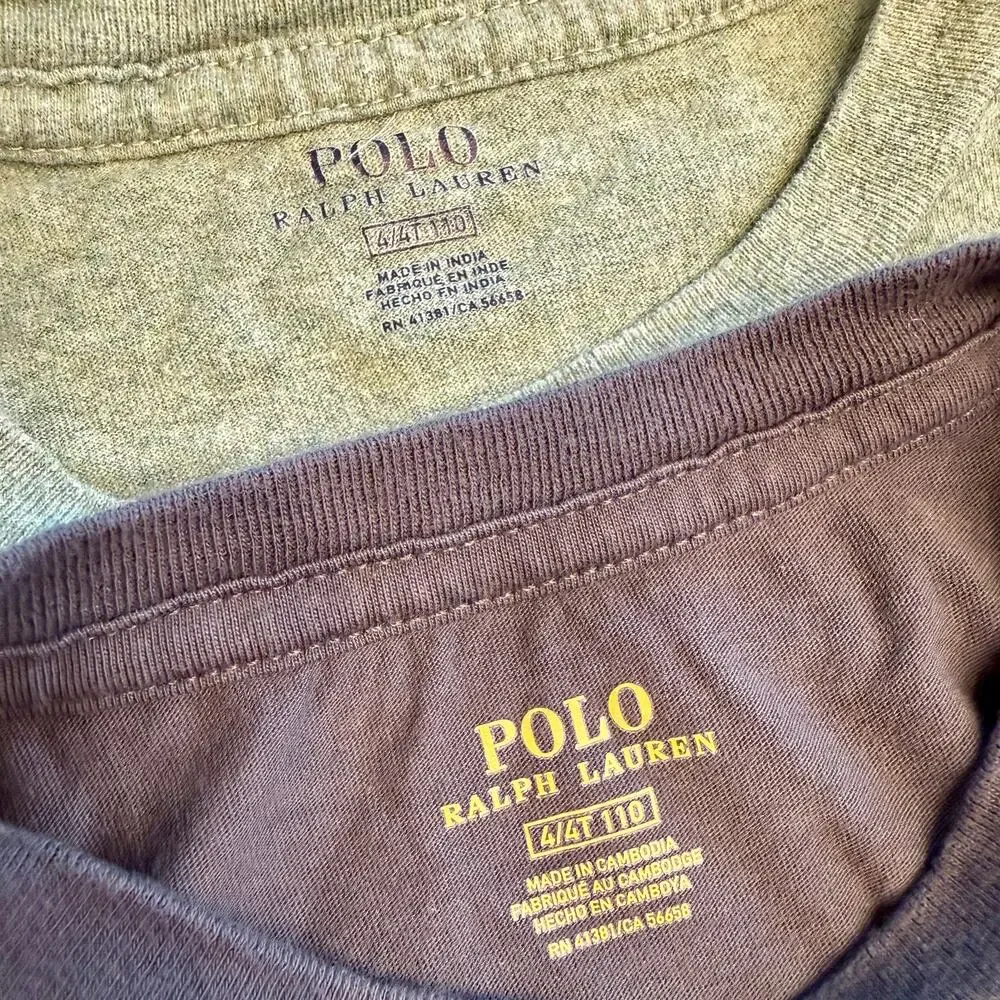 POLO
RALPH LAUREN
4/4T 110
MADE IN INDIA
FABRIQUÉ EN INDE
HECHO EN INDIA
RN 41381/CA 56658
POLO
RALPH LAUREN
4/4T 110
MADE IN CAMBODIA
FABRIQUÉ AU CAMBODGE
HECHO EN CAMBOYA
RN 41381/CA 56658